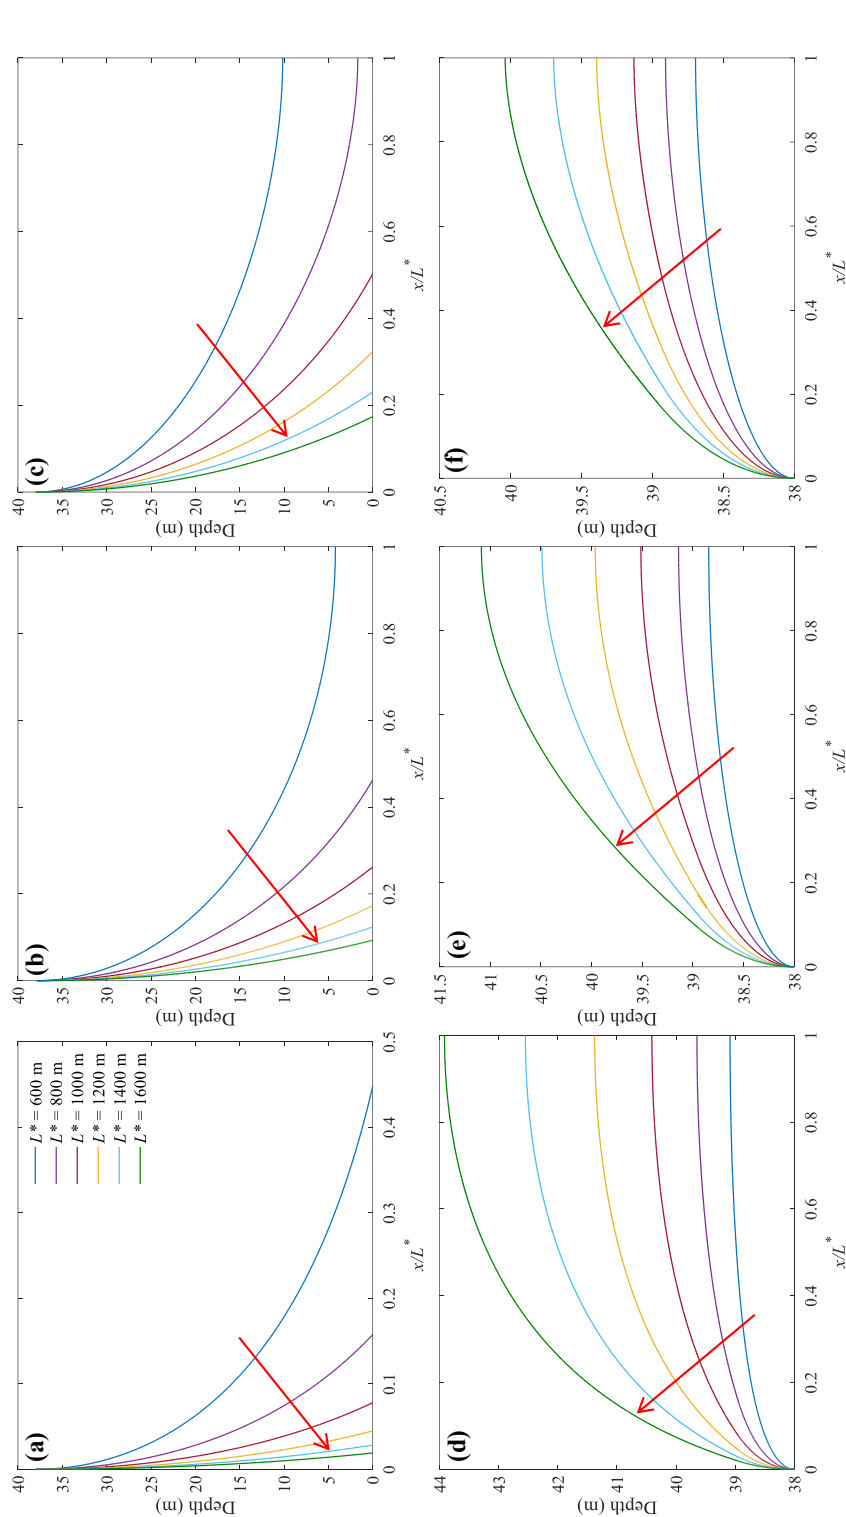 (a)
40
35
30
25
20
15
10
5
0
Depth (m)
L* = 600 m
L* = 800 m
L* = 1000 m
L* = 1200 m
L* = 1400 m
L* = 1600 m
0 0.1 0.2 0.3 0.4 0.5
x/L*
(b)
40
35
30
25
20
15
10
5
0
Depth (m)
0 0.2 0.4 0.6 0.8 1
x/L*
(c)
40
35
30
25
20
15
10
5
0
Depth (m)
0 0.2 0.4 0.6 0.8 1
x/L*
(d)
44
43
42
41
40
39
38
Depth (m)
0 0.2 0.4 0.6 0.8 1
x/L*
(e)
41.5
41
40.5
40
39.5
39
38.5
38
Depth (m)
0 0.2 0.4 0.6 0.8 1
x/L*
(f)
40.5
40
39.5
39
38.5
38
Depth (m)
0 0.2 0.4 0.6 0.8 1
x/L*